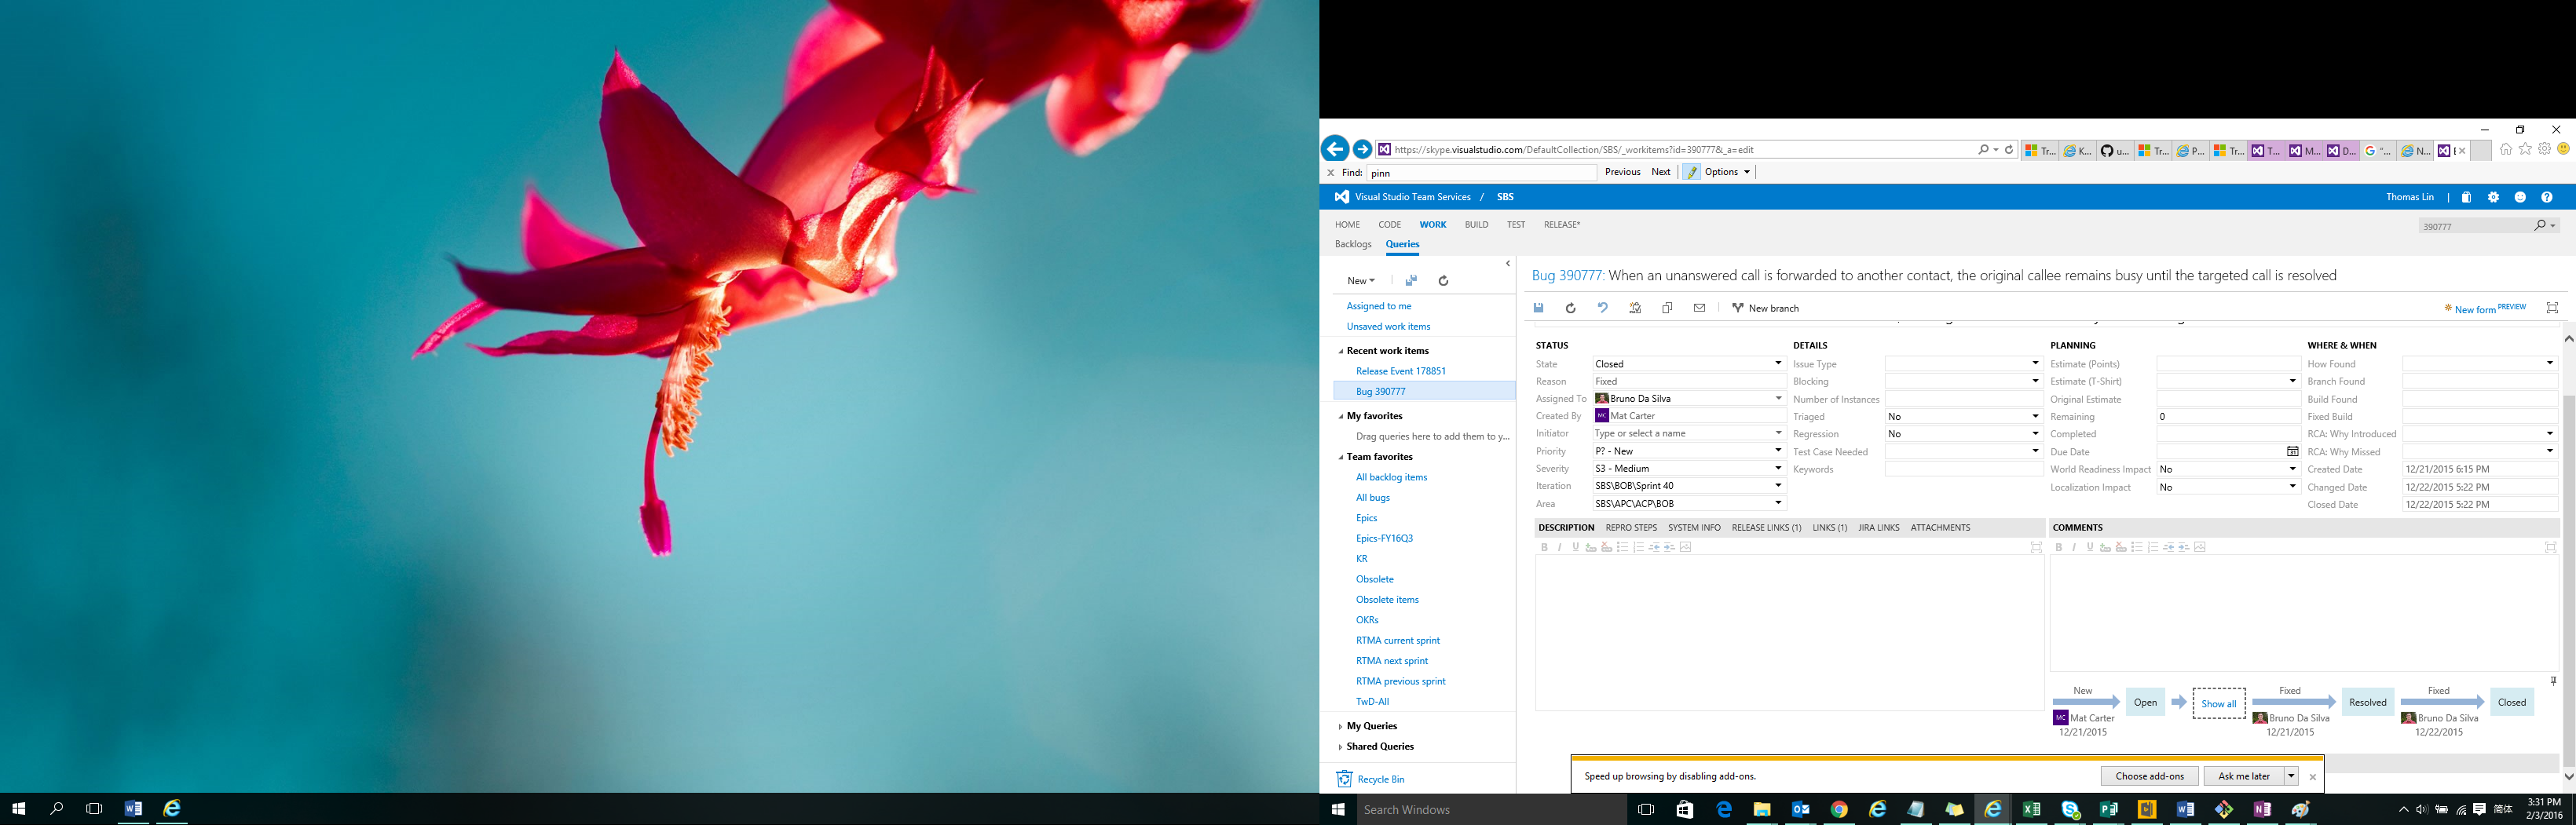 https://skype.visualstudio.com/DefaultCollection/SBS/_workitems?id=390777&_a=edit
Tr... K... u... Tr... P... Tr... T... M... D... "... N...
Find: pinn Previous Next Options
Visual Studio Team Services / SBS Thomas Lin
HOME CODE WORK BUILD TEST RELEASE*
390777
Backlogs Queries
New
Assigned to me
Unsaved work items
Recent work items
Release Event 178851
Bug 390777
My favorites
Drag queries here to add them to y...
Team favorites
All backlog items
All bugs
Epics
Epics-FY16Q3
KR
Obsolete
Obsolete items
OKRs
RTMA current sprint
RTMA next sprint
RTMA previous sprint
TwD-All
My Queries
Shared Queries
Recycle Bin
Bug 390777: When an unanswered call is forwarded to another contact, the original callee remains busy until the targeted call is resolved
New branch
New form PREVIEW
STATUS
State Closed
Reason Fixed
Assigned To Bruno Da Silva
Created By MC Mat Carter
Initiator Type or select a name
Priority P? - New
Severity S3 - Medium
Iteration SBS\BOB\Sprint 40
Area SBS\APC\ACP\BOB
DETAILS
Issue Type
Blocking
Number of Instances
Triaged No
Regression No
Test Case Needed
Keywords
PLANNING
Estimate (Points)
Estimate (T-Shirt)
Original Estimate
Remaining 0
Completed
Due Date
World Readiness Impact No
Localization Impact No
WHERE & WHEN
How Found
Branch Found
Build Found
Fixed Build
RCA: Why Introduced
RCA: Why Missed
Created Date 12/21/2015 6:15 PM
Changed Date 12/22/2015 5:22 PM
Closed Date 12/22/2015 5:22 PM
DESCRIPTION REPRO STEPS SYSTEM INFO RELEASE LINKS (1) LINKS (1) JIRA LINKS ATTACHMENTS
B I U
COMMENTS
B I U
New Open Show all Fixed Resolved Fixed Closed
MC Mat Carter Bruno Da Silva Bruno Da Silva
12/21/2015 12/21/2015 12/22/2015
Speed up browsing by disabling add-ons. Choose add-ons Ask me later
Search Windows
简体
3:31 PM
2/3/2016